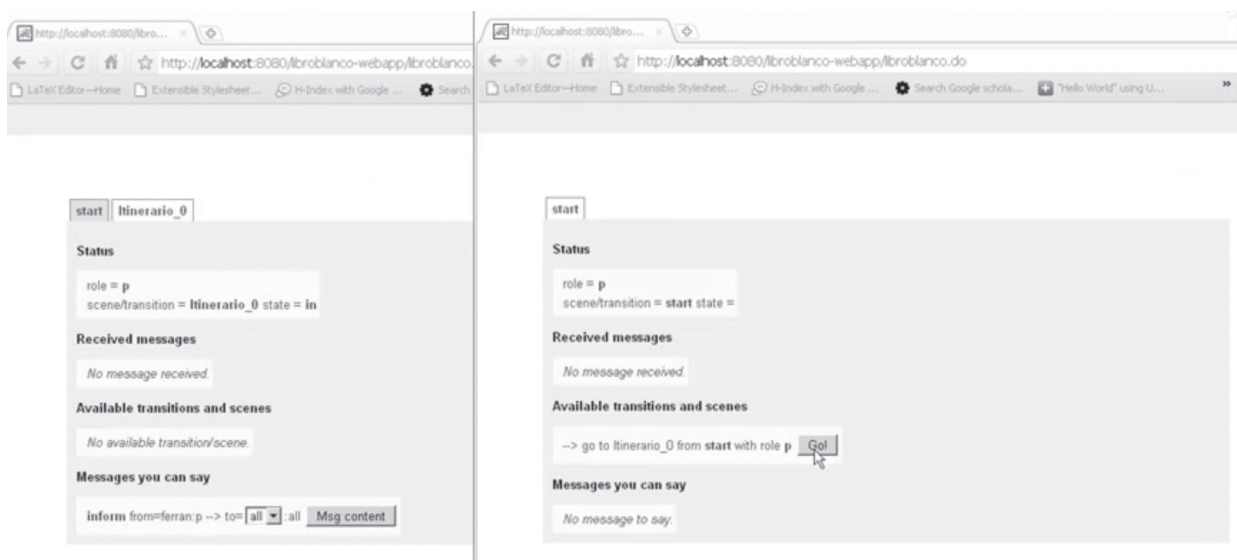 http://localhost:8080/libro...
http://localhost:8080/libroblanco-webapp/libroblanco.
LaTeX Editor—Home Extensible Stylesheet... H-Index with Google ... Search
start Itinerario_0
Status
role = p
scene/transition = Itinerario_0 state = in
Received messages
No message received.
Available transitions and scenes
No available transition/scene.
Messages you can say
inform from=ferran:p --> to= all :all Msg content
http://localhost:8080/libro...
http://localhost:8080/libroblanco-webapp/libroblanco.do
LaTeX Editor—Home Extensible Stylesheet... H-Index with Google ... Search Google schola... "Hello World" using U... »
start
Status
role = p
scene/transition = start state =
Received messages
No message received.
Available transitions and scenes
--> go to Itinerario_0 from start with role p Go!
Messages you can say
No message to say.